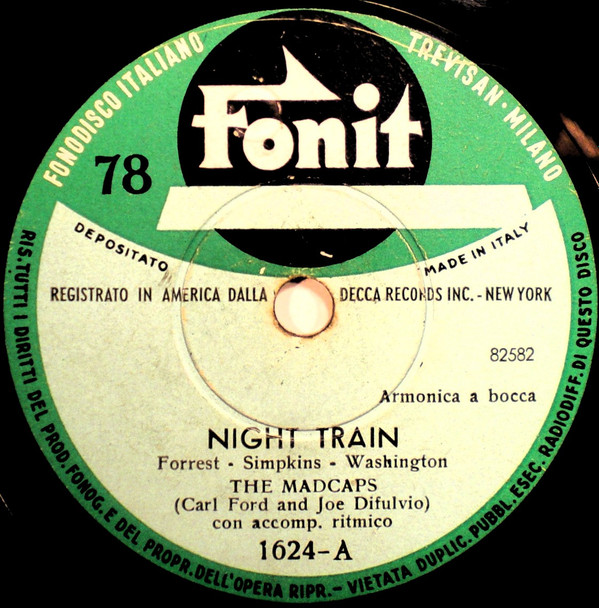 FONODISCO ITALIANO
TREVISAN · MILANO
Fonit
78
DEPOSITATO
MADE IN ITALY
REGISTRATO IN AMERICA DALLA DECCA RECORDS INC. - NEW YORK
82582
Armonica a bocca
NIGHT TRAIN
Forrest - Simpkins - Washington
THE MADCAPS
(Carl Ford and Joe Difulvio)
con accomp. ritmico
1624-A
RIS. TUTTI I DIRITTI DEL PROD. FONOG. E DEL PROPR. DELL'OPERA RIPR. - VIETATA DUPLIC. PUBBL. ESEC. RADIODIFF. DI QUESTO DISCO